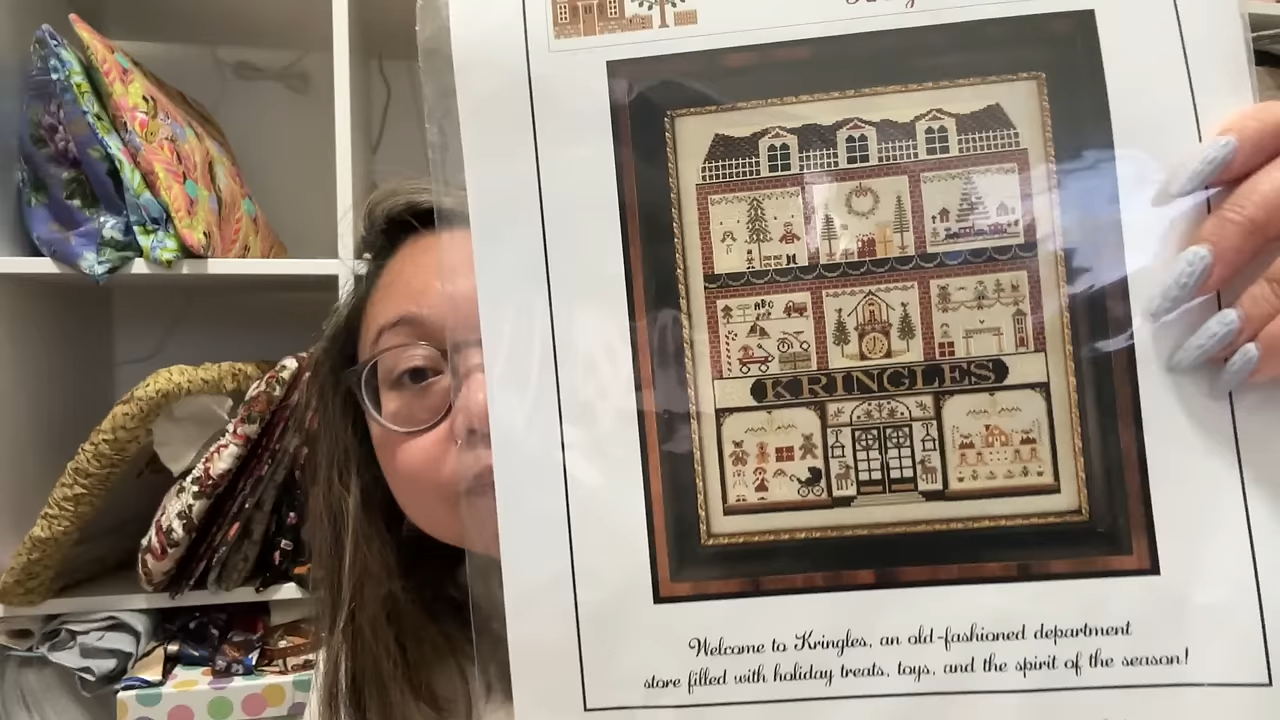 ABC
KRINGLES
Welcome to Kringles, an old-fashioned department
store filled with holiday treats, toys, and the spirit of the season!